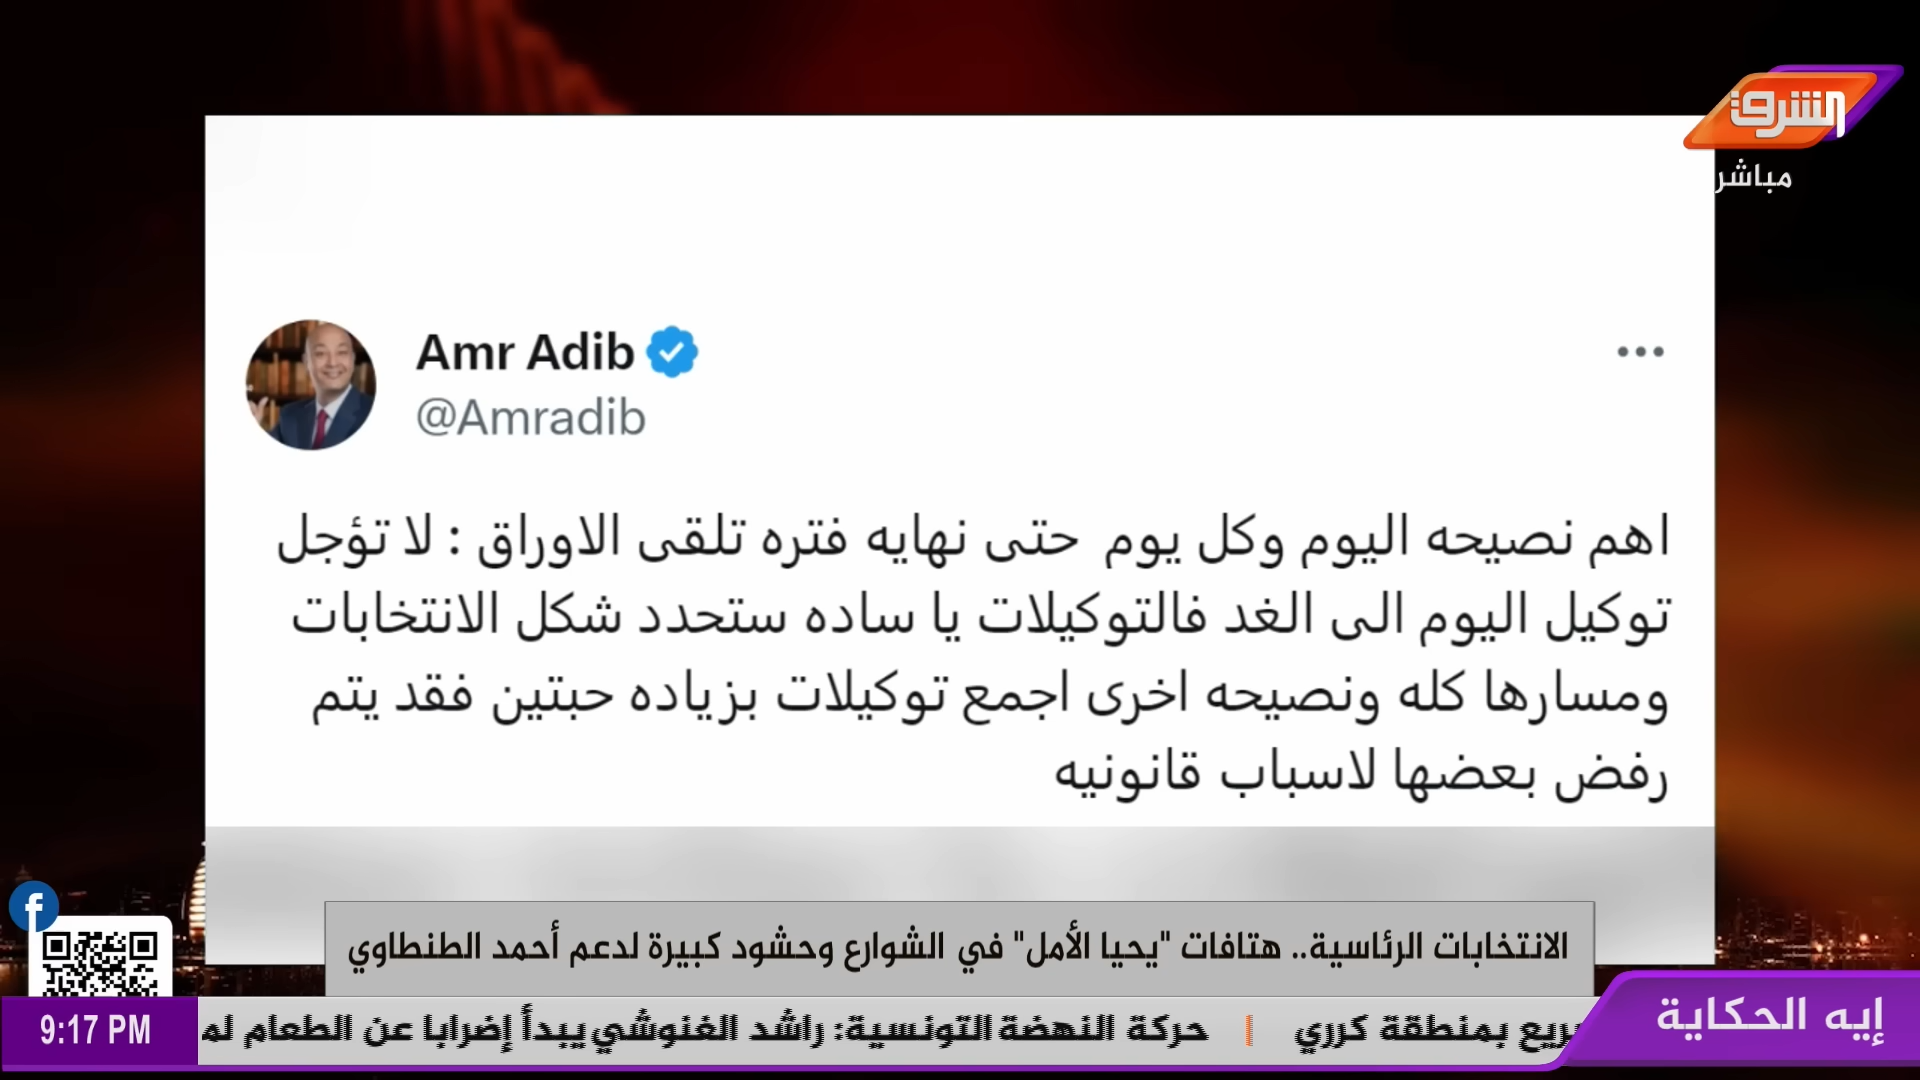 الشرق
مباشر
Amr Adib
@Amradib
اهم نصيحه اليوم وكل يوم حتى نهايه فتره تلقى الاوراق : لا تؤجل
توكيل اليوم الى الغد فالتوكيلات يا ساده ستحدد شكل الانتخابات
ومسارها كله ونصيحه اخرى اجمع توكيلات بزياده حبتين فقد يتم
رفض بعضها لاسباب قانونيه
الانتخابات الرئاسية.. هتافات "يحيا الأمل" في الشوارع وحشود كبيرة لدعم أحمد الطنطاوي
إيه الحكاية
بمنطقة كرري | حركة النهضة التونسية: راشد الغنوشي يبدأ إضرابا عن الطعام
9:17 PM